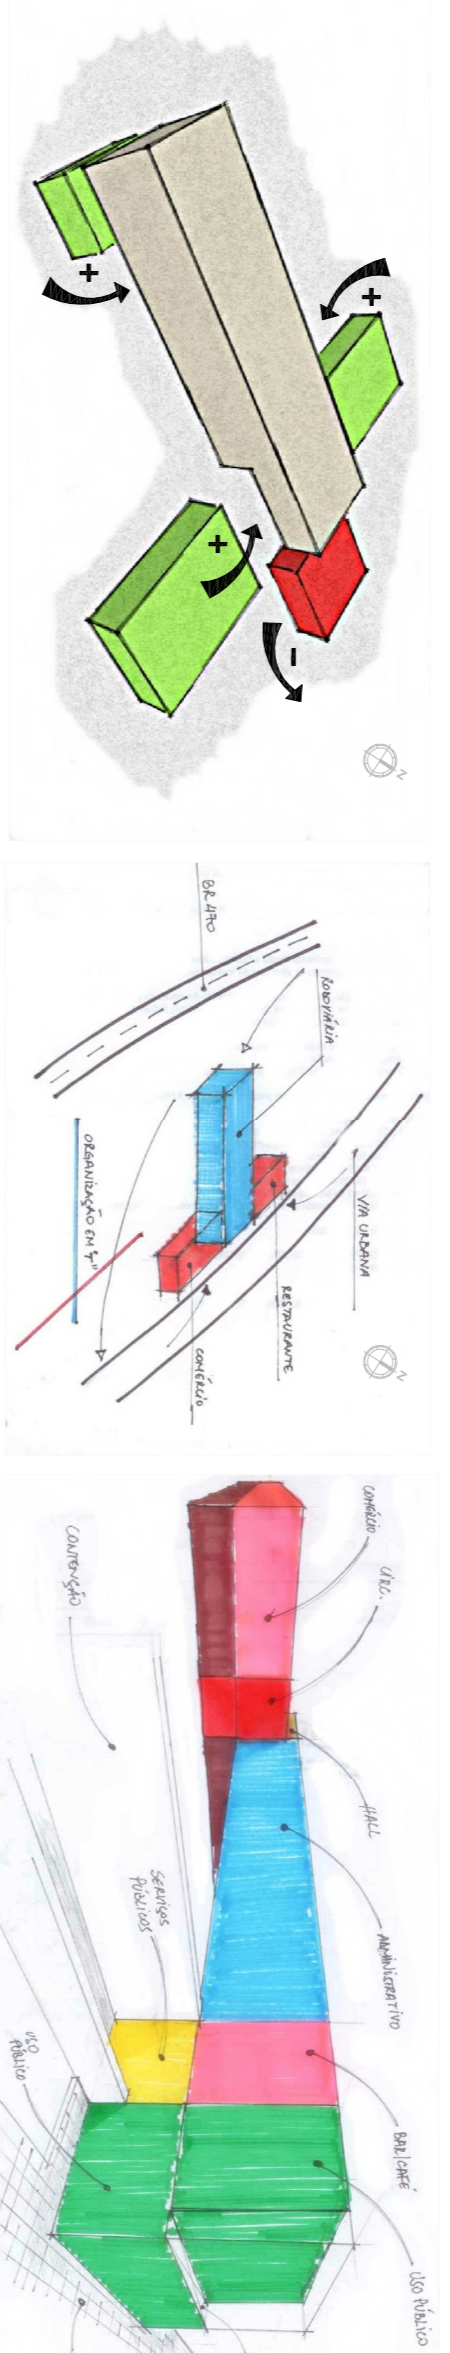 +
+
+
-
N
BR 470
RODOVIÁRIA
VIA URBANA
ORGANIZAÇÃO EM "T"
RESTAURANTE
COMÉRCIO
N
COMÉRCIO
CIRC.
CONTENÇÃO
HALL
ADMINISTRATIVO
SERVIÇOS
PÚBLICOS
USO
PÚBLICO
BAR/CAFÉ
USO PÚBLICO